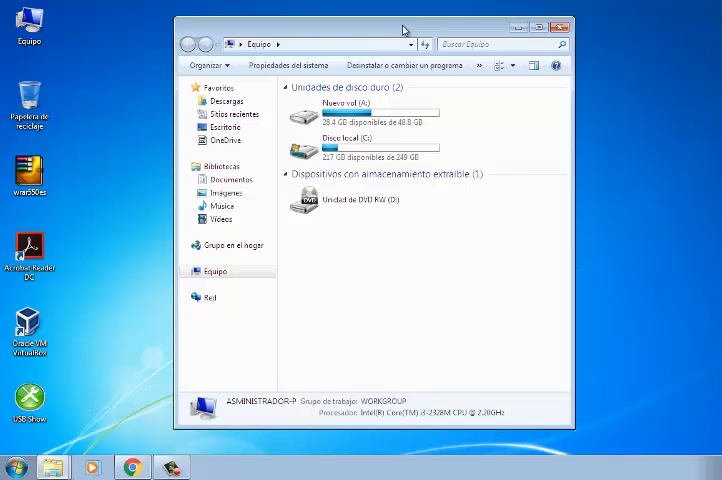 Equipo
Papelera de
reciclaje
wrar550es
Acrobat Reader
DC
Oracle VM
VirtualBox
USB Show
Equipo
Buscar Equipo
Organizar
Propiedades del sistema
Desinstalar o cambiar un programa
»
Favoritos
Descargas
Sitios recientes
Escritorio
OneDrive
Bibliotecas
Documentos
Imágenes
Música
Vídeos
Grupo en el hogar
Equipo
Red
Unidades de disco duro (2)
Nuevo vol (A:)
28.4 GB disponibles de 48.8 GB
Disco local (C:)
217 GB disponibles de 249 GB
Dispositivos con almacenamiento extraíble (1)
DVD
Unidad de DVD RW (D:)
ASMINISTRADOR-P Grupo de trabajo: WORKGROUP
Procesador: Intel(R) Core(TM) i3-2328M CPU @ 2.20GHz